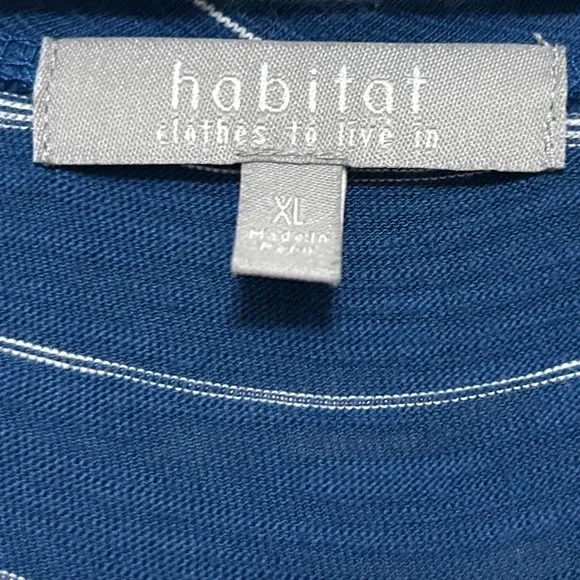 habitat
clothes to live in
XL
Made in
Peru